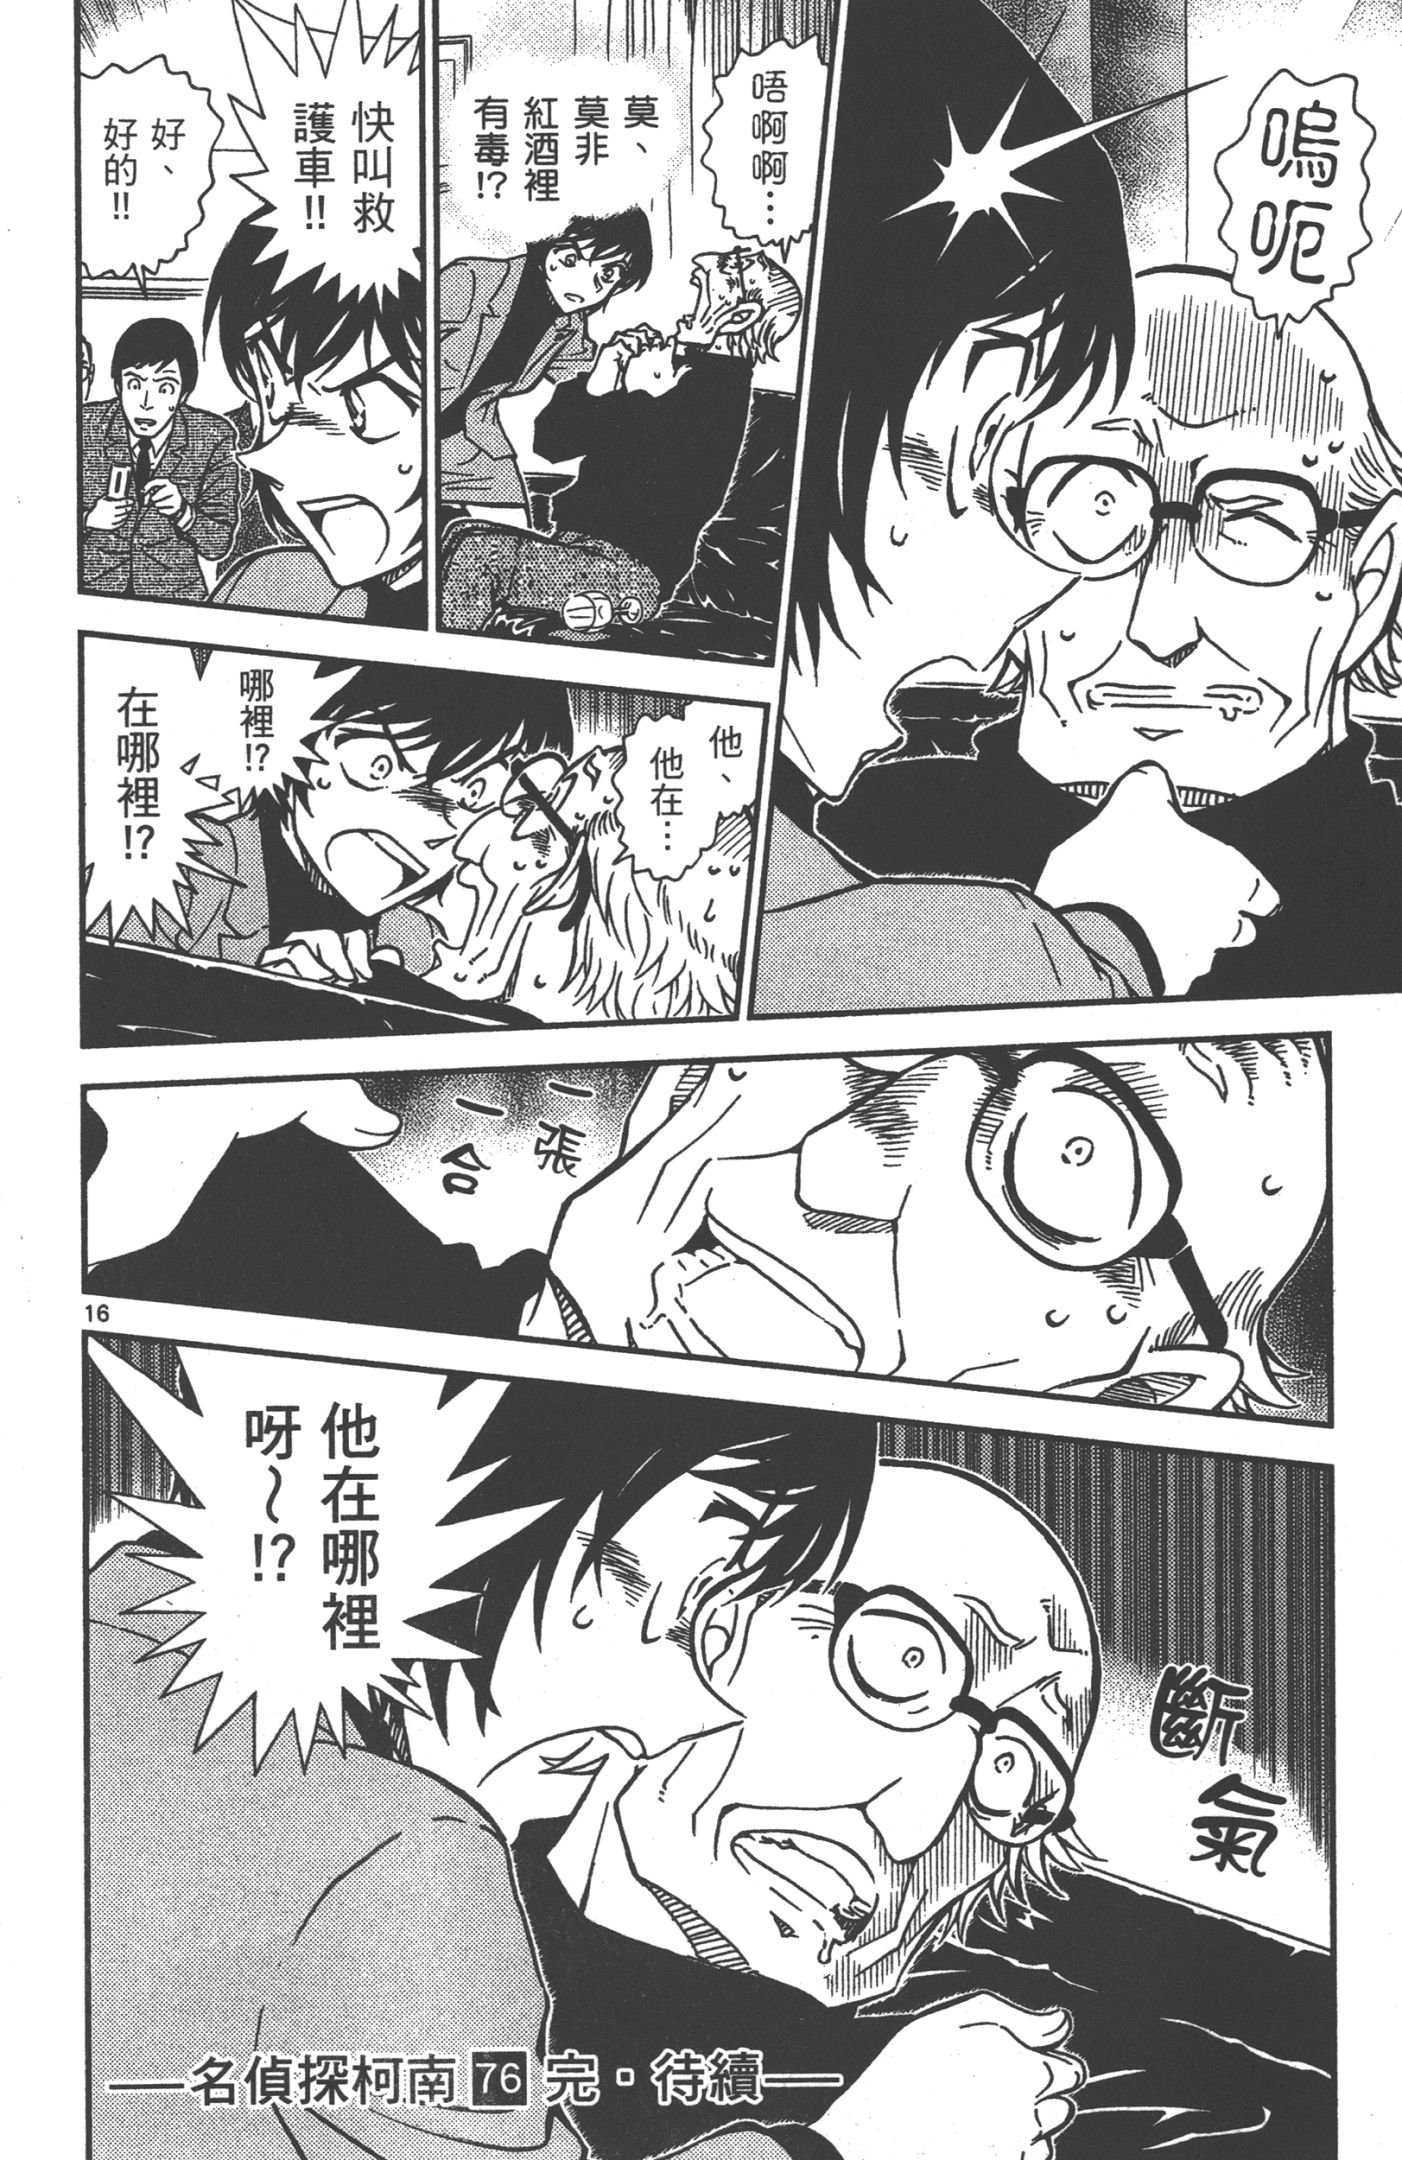 嗚
呃
唔啊啊…
莫、
莫非
紅酒裡
有毒!?
快叫救
護車!!
好、
好的!!
他、
他在…
哪裡!?
在哪裡!?
一張
一合
16
他在哪裡
呀~!?
斷
氣
——名偵探柯南 76 完・待續——